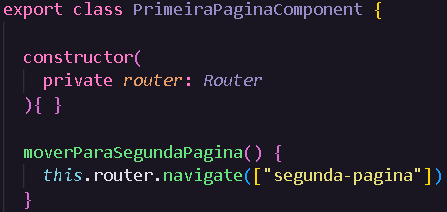 export class PrimeiraPaginaComponent {
constructor(
private router: Router
){ }
moverParaSegundaPagina() {
this.router.navigate(["segunda-pagina"])
}